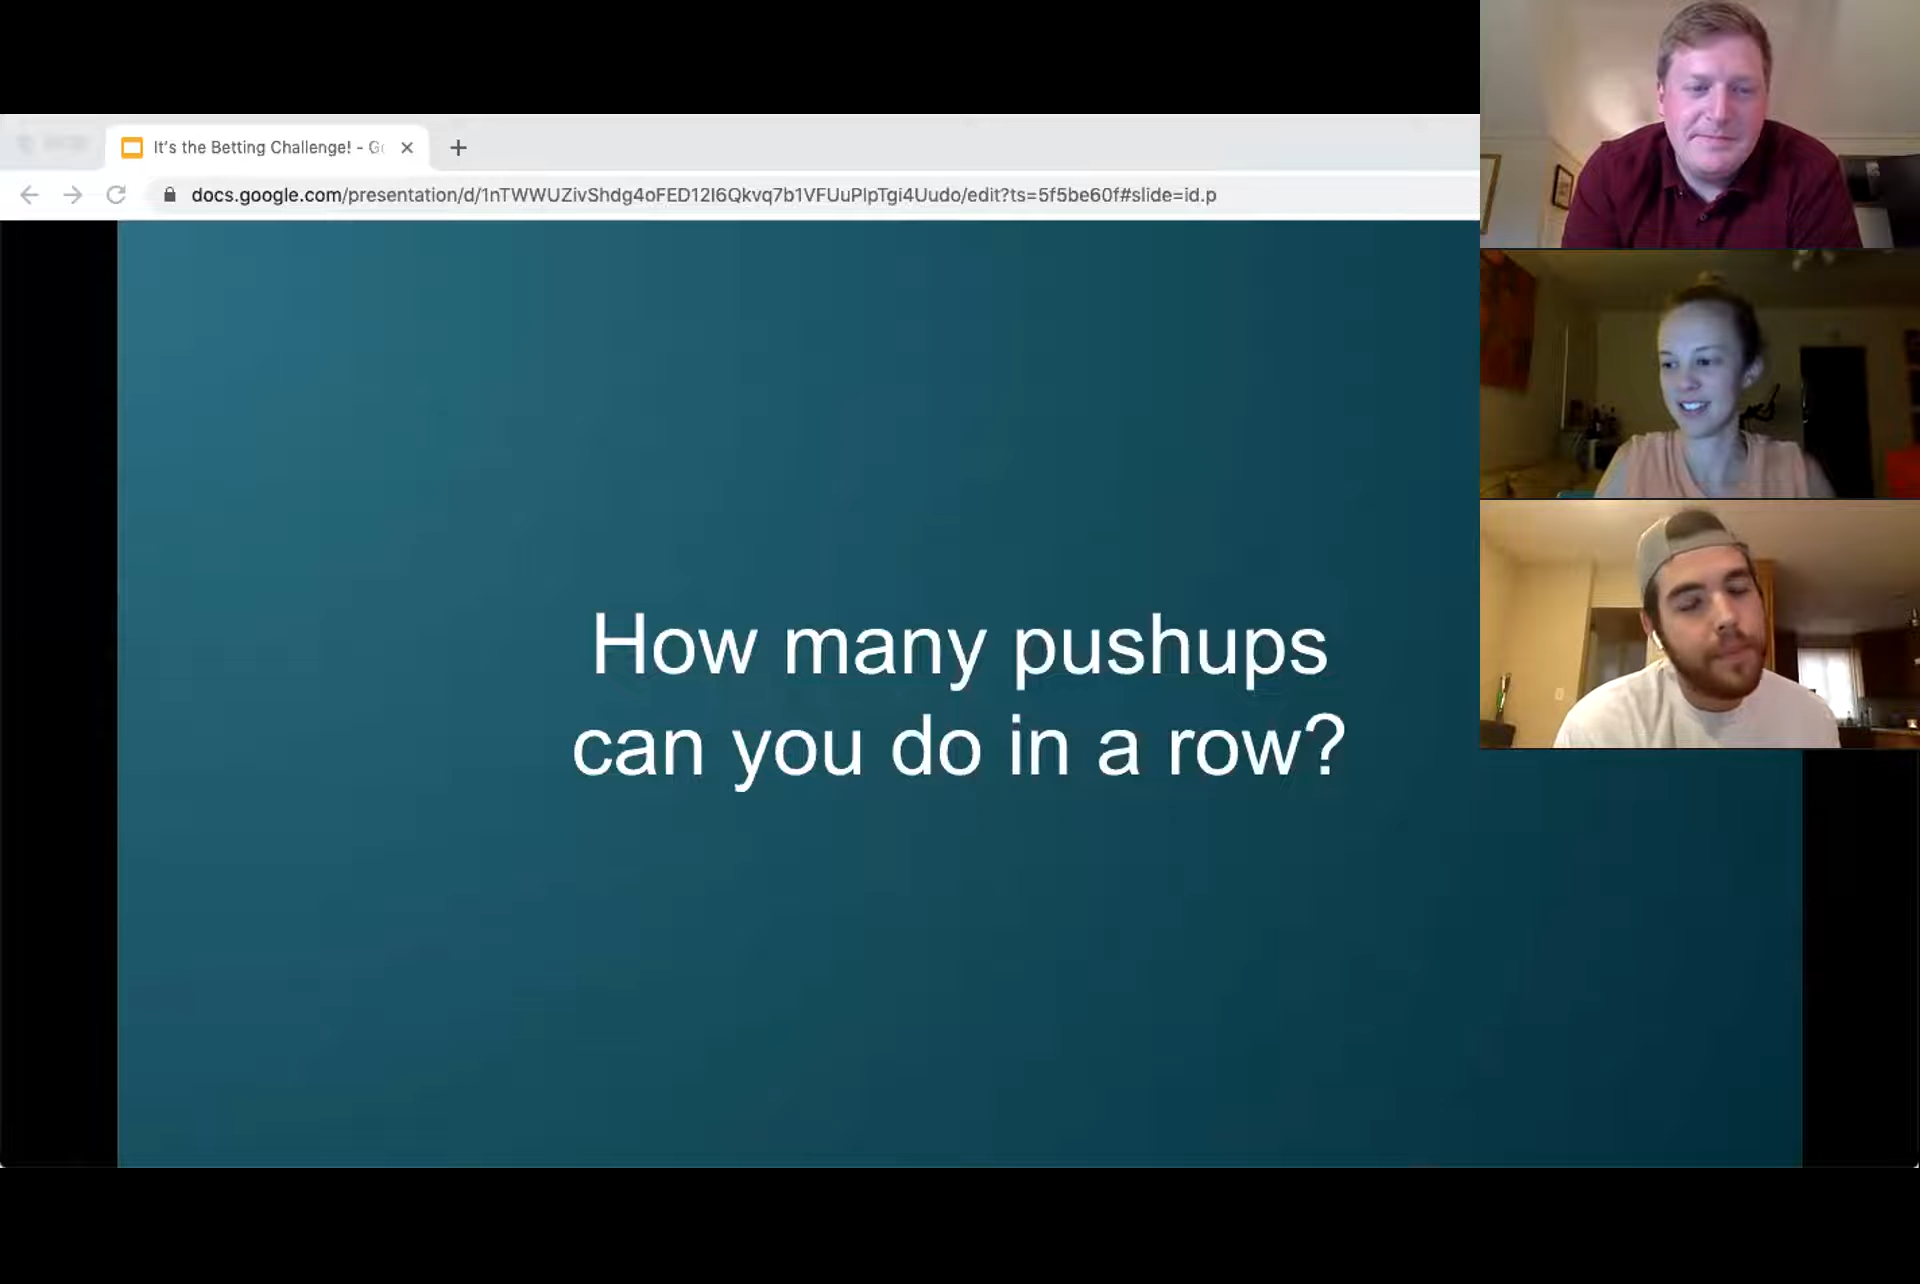 It's the Betting Challenge! - Go
docs.google.com/presentation/d/1nTWWUZivShdg4oFED12I6Qkvq7b1VFUuPlpTgi4Uudo/edit?ts=5f5be60f#slide=id.p
How many pushups
can you do in a row?